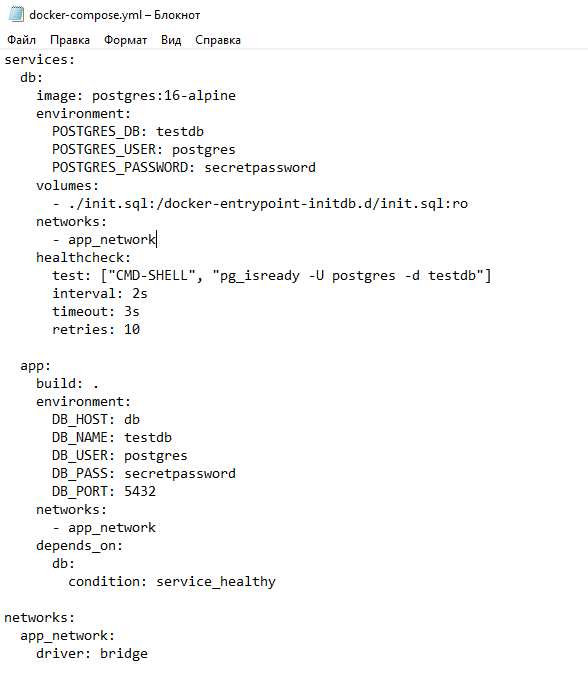 docker-compose.yml – Блокнот
Файл Правка Формат Вид Справка
services:
  db:
    image: postgres:16-alpine
    environment:
      POSTGRES_DB: testdb
      POSTGRES_USER: postgres
      POSTGRES_PASSWORD: secretpassword
    volumes:
      - ./init.sql:/docker-entrypoint-initdb.d/init.sql:ro
    networks:
      - app_network
    healthcheck:
      test: ["CMD-SHELL", "pg_isready -U postgres -d testdb"]
      interval: 2s
      timeout: 3s
      retries: 10

  app:
    build: .
    environment:
      DB_HOST: db
      DB_NAME: testdb
      DB_USER: postgres
      DB_PASS: secretpassword
      DB_PORT: 5432
    networks:
      - app_network
    depends_on:
      db:
        condition: service_healthy

networks:
  app_network:
    driver: bridge